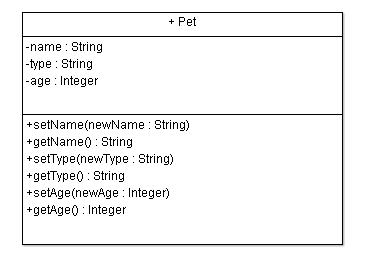 + Pet
-name : String
-type : String
-age : Integer
+setName(newName : String)
+getName() : String
+setType(newType : String)
+getType() : String
+setAge(newAge : Integer)
+getAge() : Integer